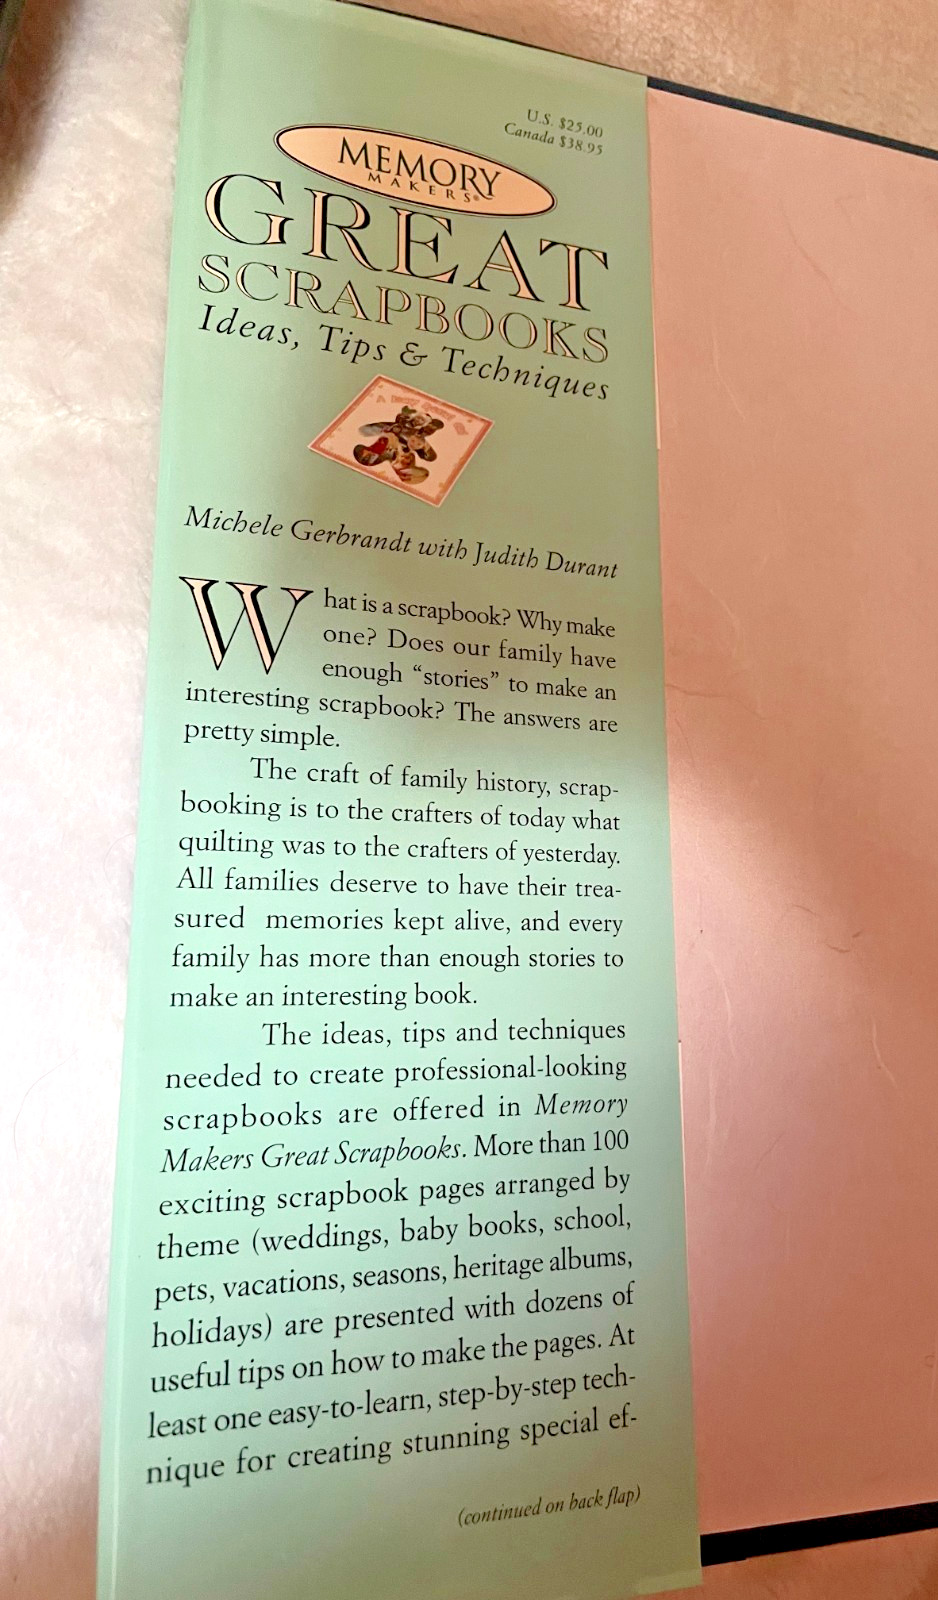 U.S. $25.00
Canada $38.95
MEMORY
MAKERS®
GREAT
SCRAPBOOKS
Ideas, Tips & Techniques
Michele Gerbrandt with Judith Durant
What is a scrapbook? Why make
one? Does our family have
enough “stories” to make an
interesting scrapbook? The answers are
pretty simple.
The craft of family history, scrap-
booking is to the crafters of today what
quilting was to the crafters of yesterday.
All families deserve to have their trea-
sured memories kept alive, and every
family has more than enough stories to
make an interesting book.
The ideas, tips and techniques
needed to create professional-looking
scrapbooks are offered in Memory
Makers Great Scrapbooks. More than 100
exciting scrapbook pages arranged by
theme (weddings, baby books, school,
pets, vacations, seasons, heritage albums,
holidays) are presented with dozens of
useful tips on how to make the pages. At
least one easy-to-learn, step-by-step tech-
nique for creating stunning special ef-
(continued on back flap)